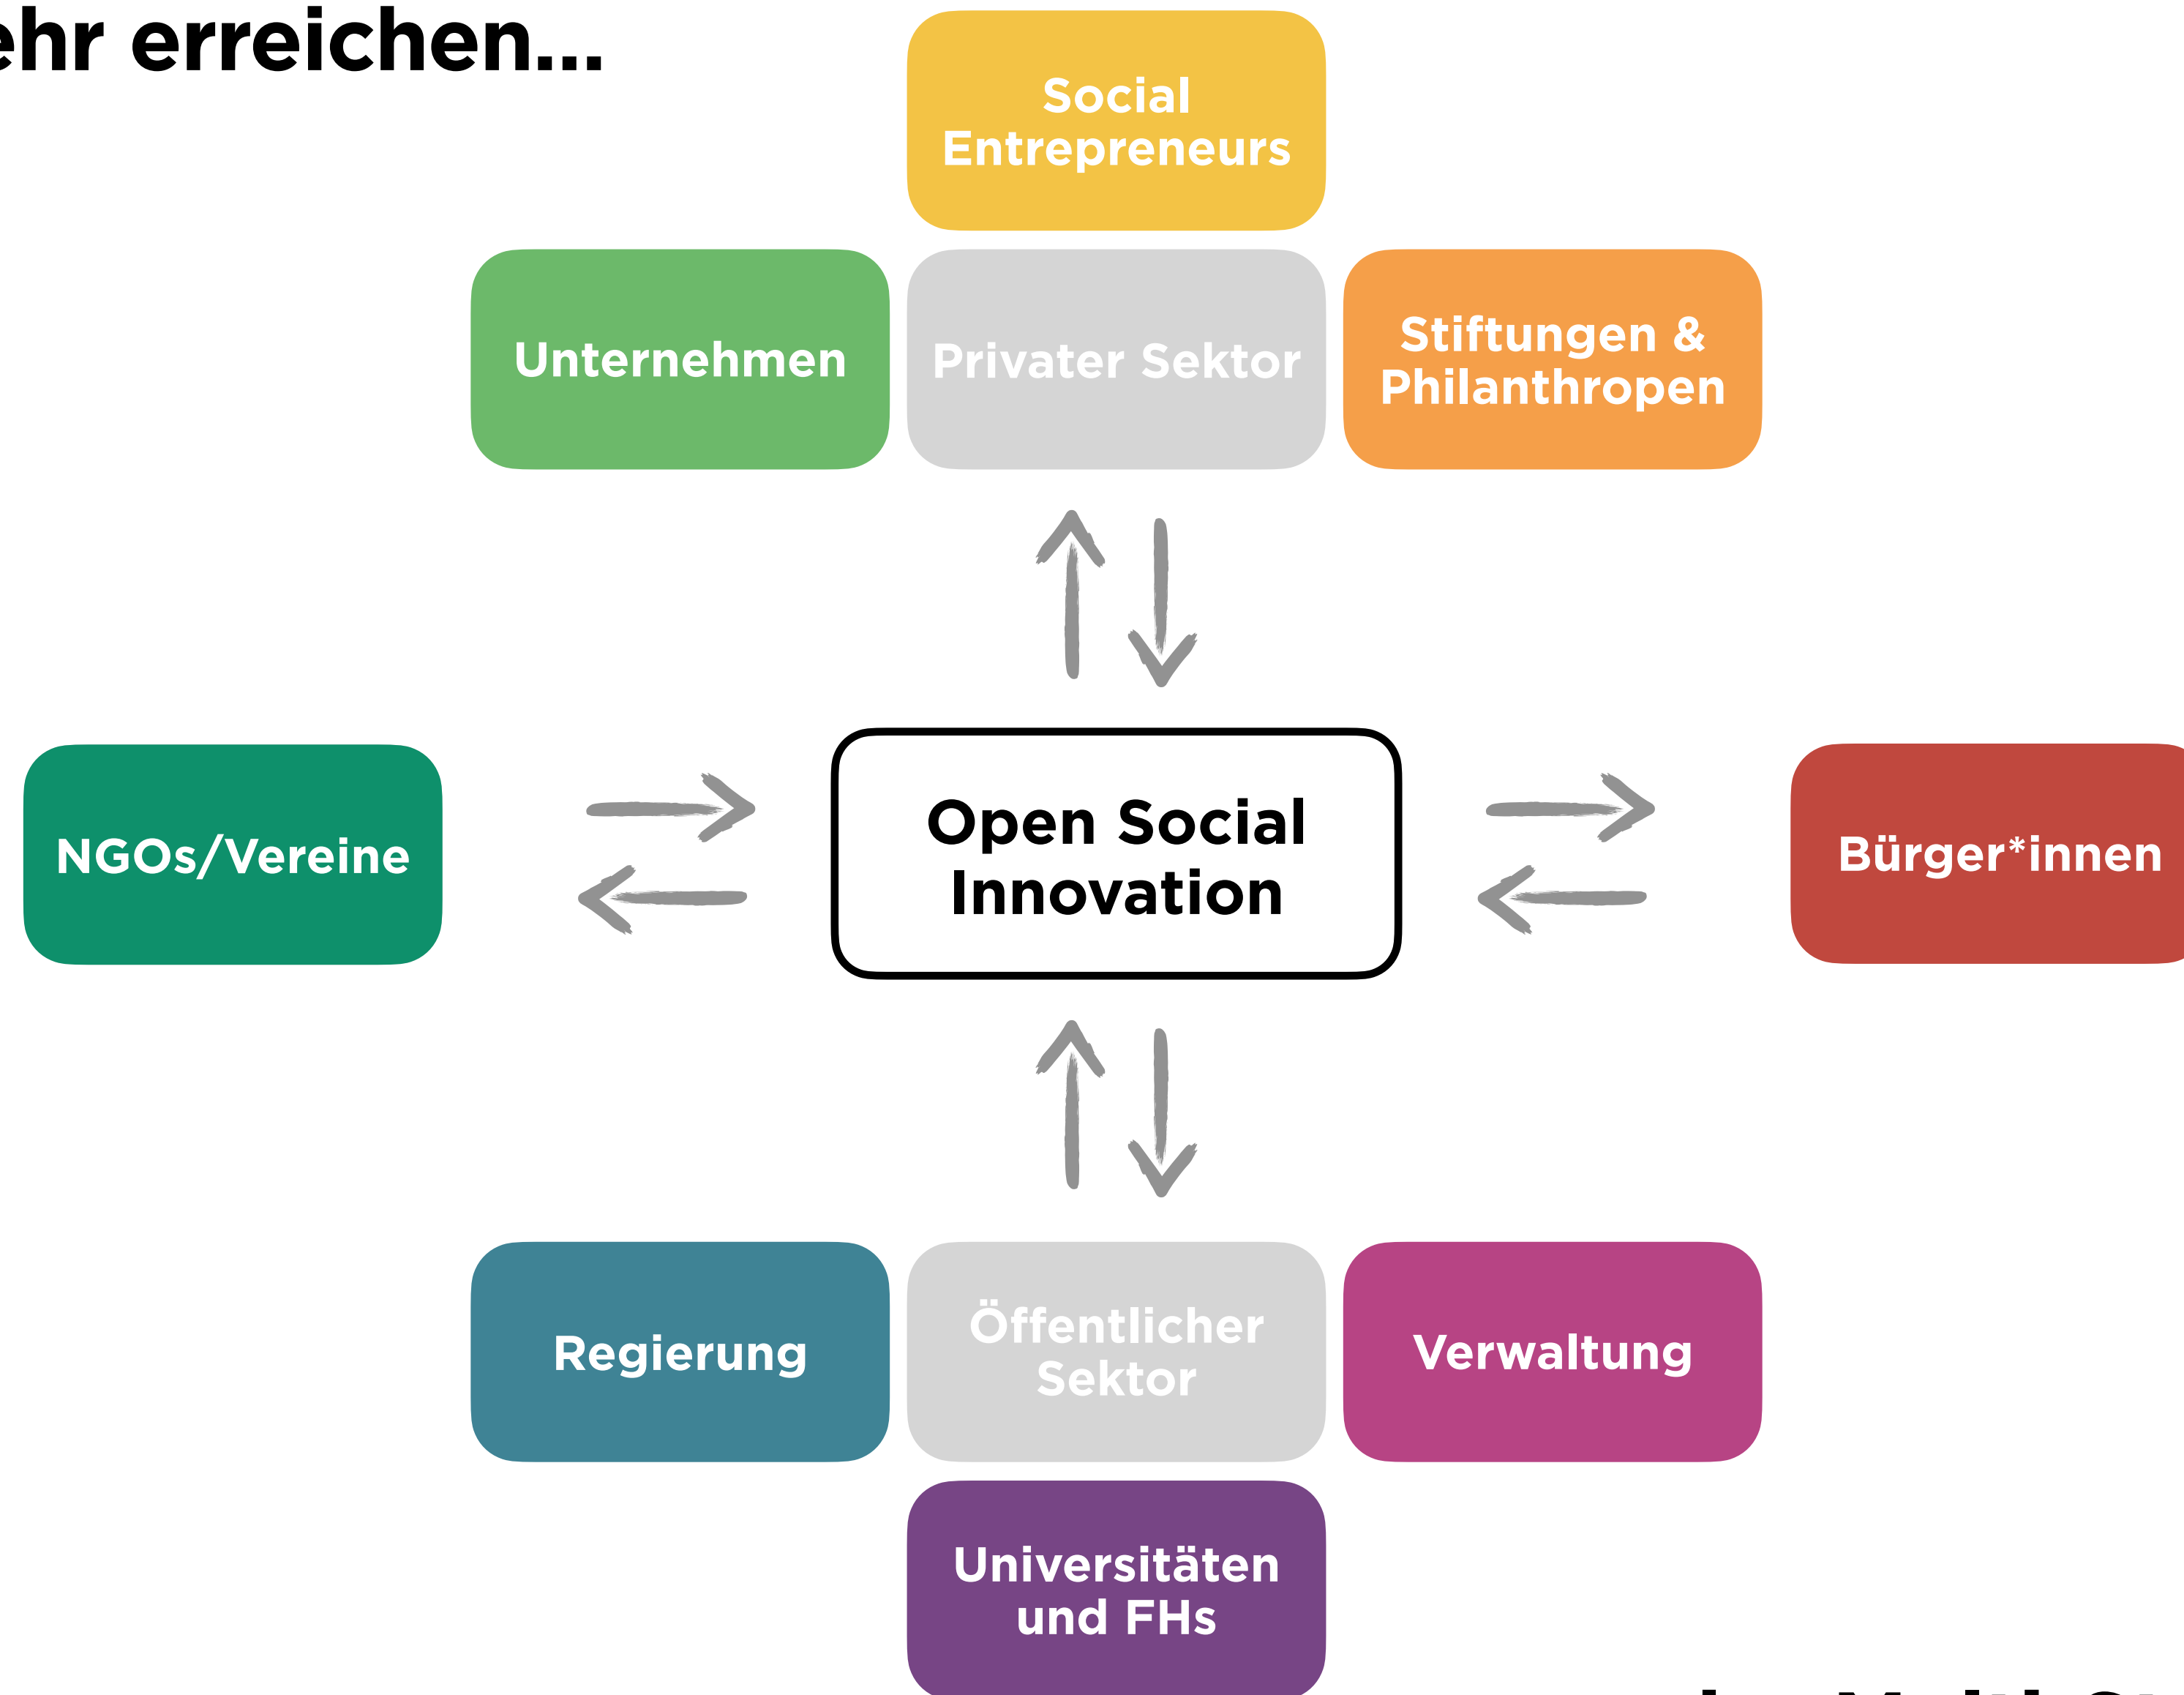 ehr erreichen...
Social
Entrepreneurs
Unternehmen
Privater Sektor
Stiftungen &
Philanthropen
NGOs/Vereine
Open Social
Innovation
Bürger*innen
Regierung
Öffentlicher
Sektor
Verwaltung
Universitäten
und FHs